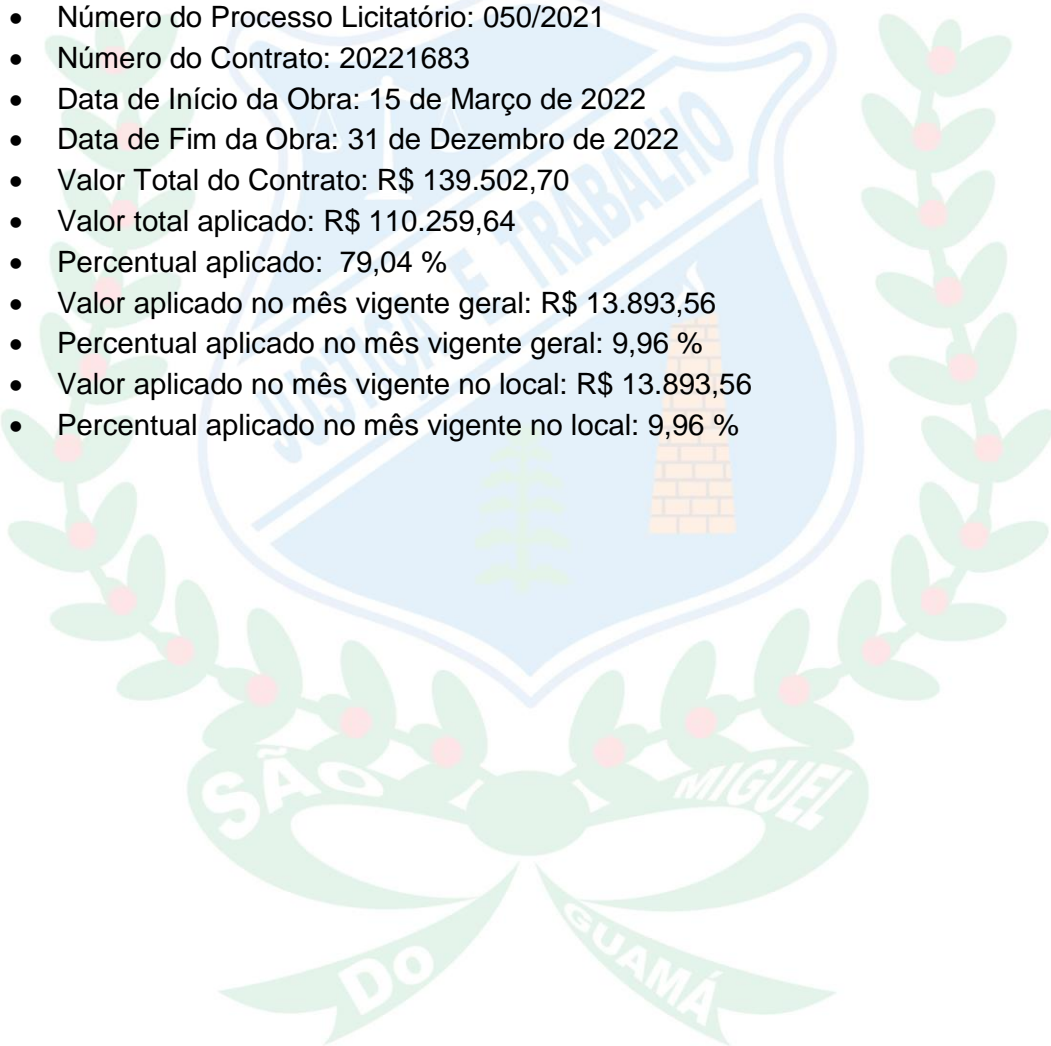 • Número do Processo Licitatório: 050/2021
• Número do Contrato: 20221683
• Data de Início da Obra: 15 de Março de 2022
• Data de Fim da Obra: 31 de Dezembro de 2022
• Valor Total do Contrato: R$ 139.502,70
• Valor total aplicado: R$ 110.259,64
• Percentual aplicado: 79,04 %
• Valor aplicado no mês vigente geral: R$ 13.893,56
• Percentual aplicado no mês vigente geral: 9,96 %
• Valor aplicado no mês vigente no local: R$ 13.893,56
• Percentual aplicado no mês vigente no local: 9,96 %
JUSTIÇA E TRABALHO
SÃO MIGUEL
DO GUAMÁ